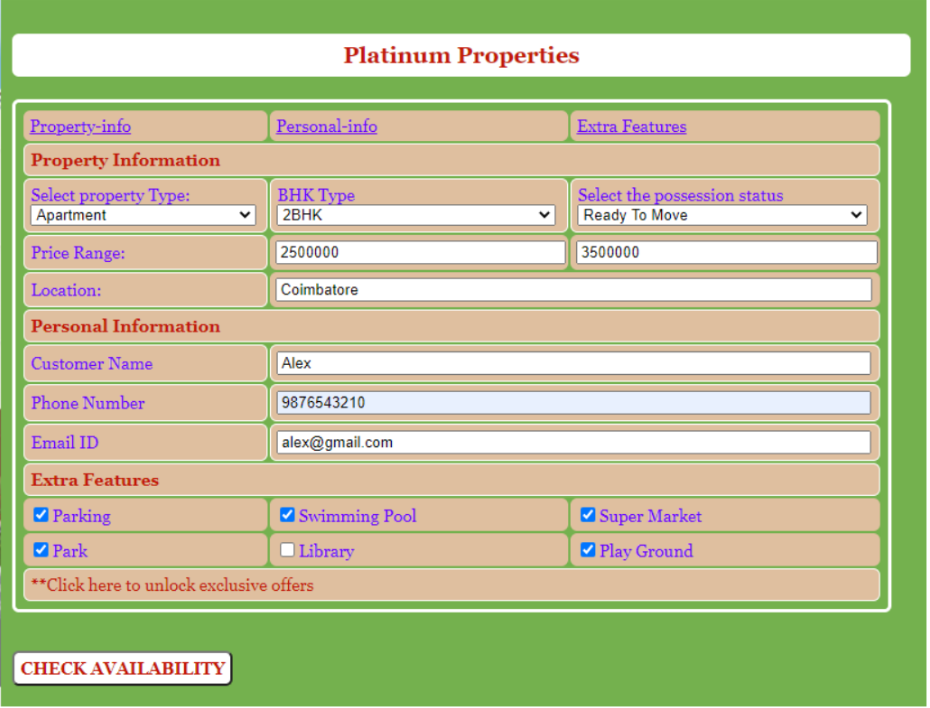 Platinum Properties
Property-info Personal-info Extra Features
Property Information
Select property Type: BHK Type Select the possession status
Apartment 2BHK Ready To Move
Price Range: 2500000 3500000
Location: Coimbatore
Personal Information
Customer Name Alex
Phone Number 9876543210
Email ID alex@gmail.com
Extra Features
Parking Swimming Pool Super Market
Park Library Play Ground
**Click here to unlock exclusive offers
CHECK AVAILABILITY